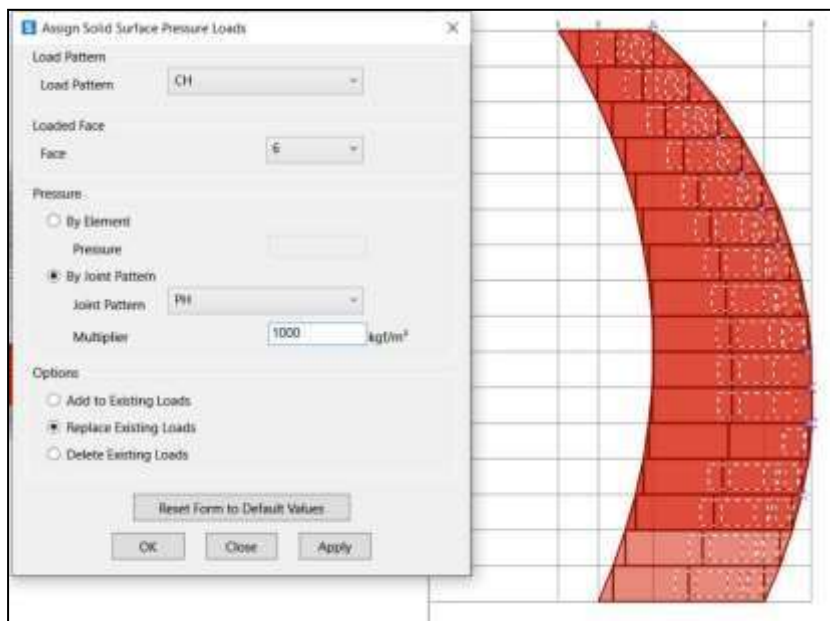 Assign Solid Surface Pressure Loads
Load Pattern
Load Pattern CH
Loaded Face
Face 6
Pressure
By Element
Pressure
By Joint Pattern
Joint Pattern PH
Multiplier 1000 kgf/m³
Options
Add to Existing Loads
Replace Existing Loads
Delete Existing Loads
Reset Form to Default Values
OK Close Apply